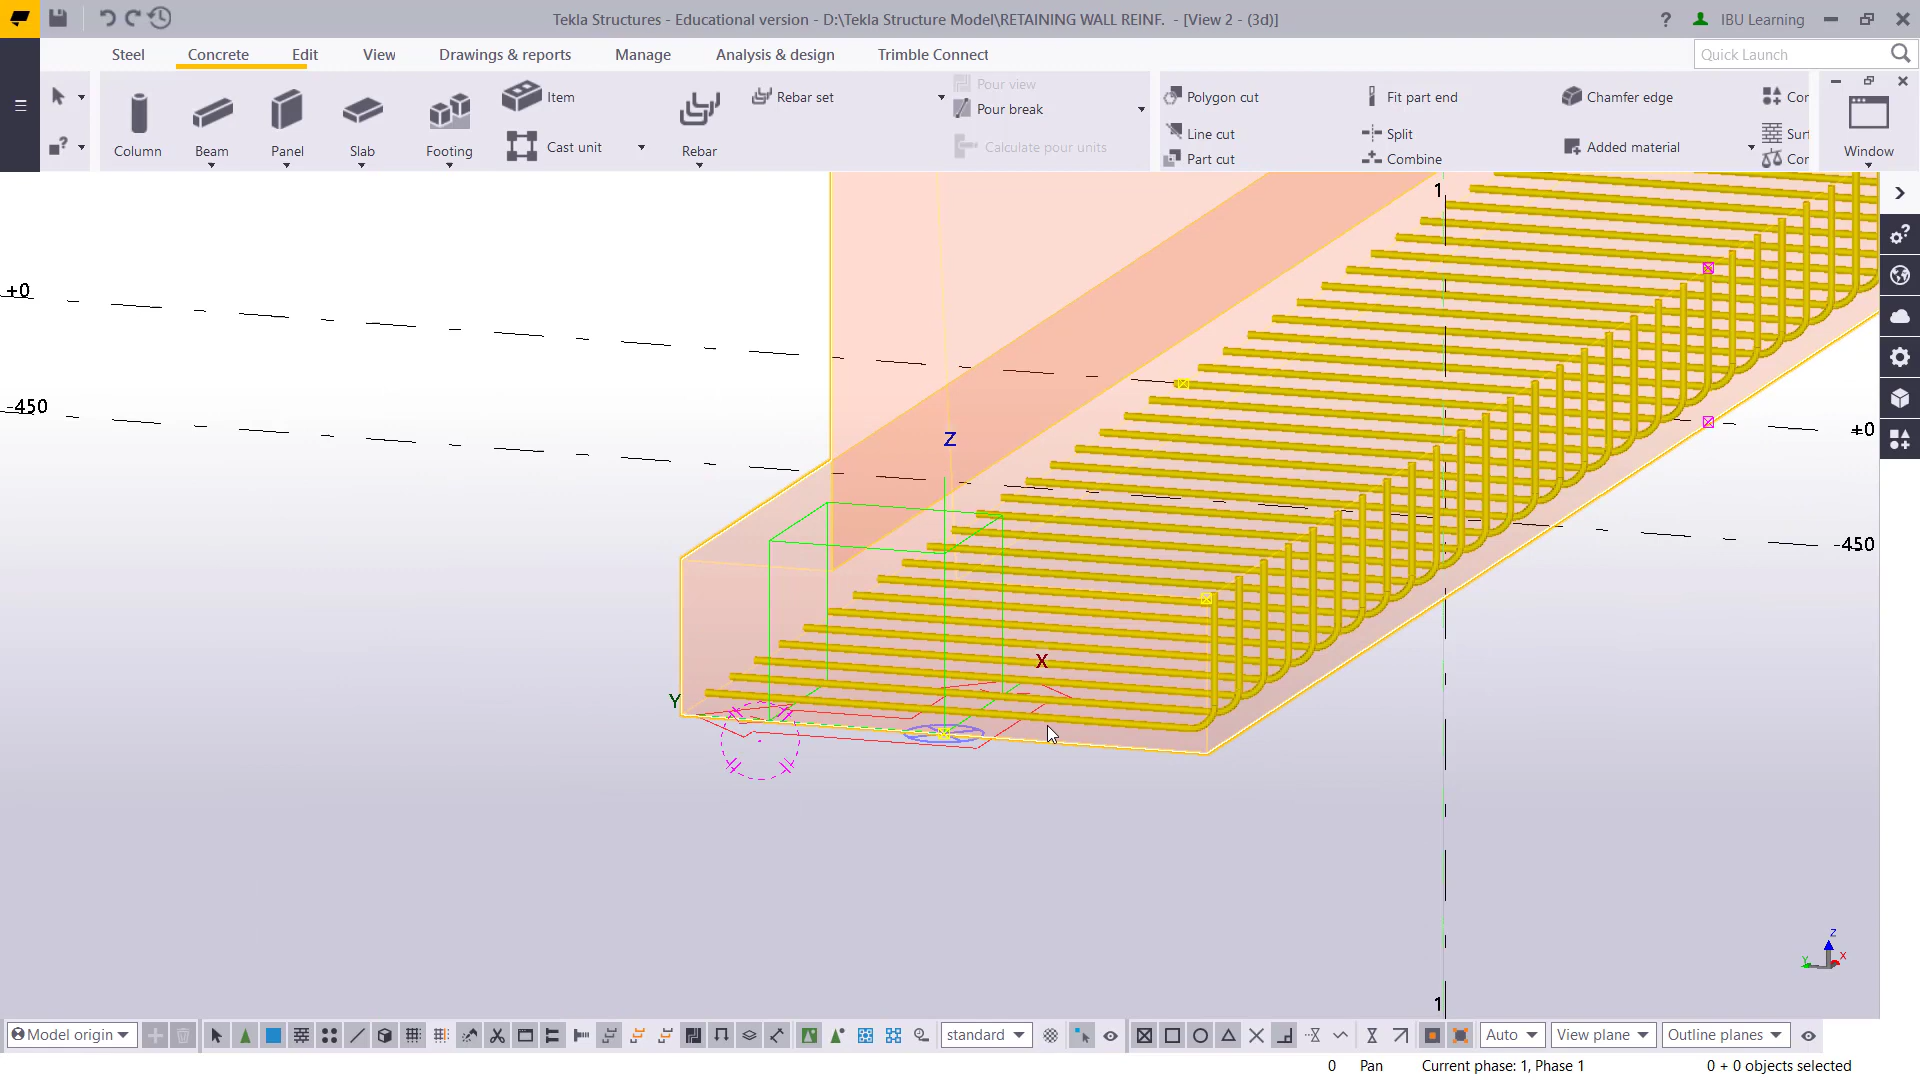 Tekla Structures - Educational version - D:\Tekla Structure Model\RETAINING WALL REINF. - [View 2 - (3d)]
? IBU Learning
Steel Concrete Edit View Drawings & reports Manage Analysis & design Trimble Connect
Quick Launch
Column
Beam
Panel
Slab
Footing
Item
Cast unit
Rebar
Rebar set
Pour view
Pour break
Calculate pour units
Polygon cut
Line cut
Part cut
Fit part end
Split
Combine
Chamfer edge
Added material
Cor
Surf
Cor
Window
1
+0
-450
Z
+0
-450
X
Y
1
Z
Y
X
Model origin
standard
Auto
View plane
Outline planes
0 Pan Current phase: 1, Phase 1 0 + 0 objects selected